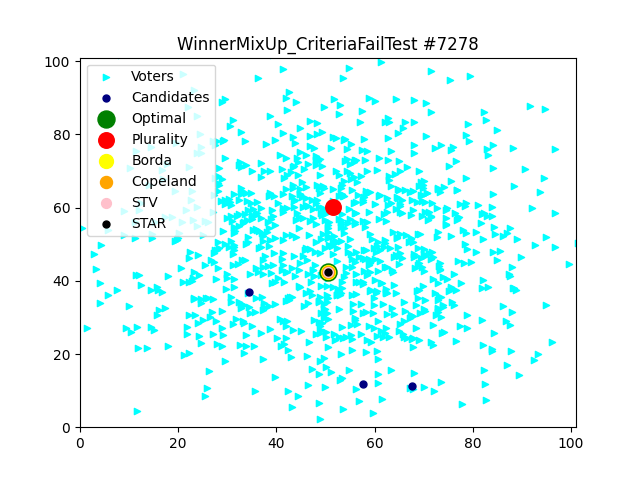 WinnerMixUp_CriteriaFailTest #7278
100
80
60
40
20
0
Voters
Candidates
Optimal
Plurality
Borda
Copeland
STV
STAR
0 20 40 60 80 100